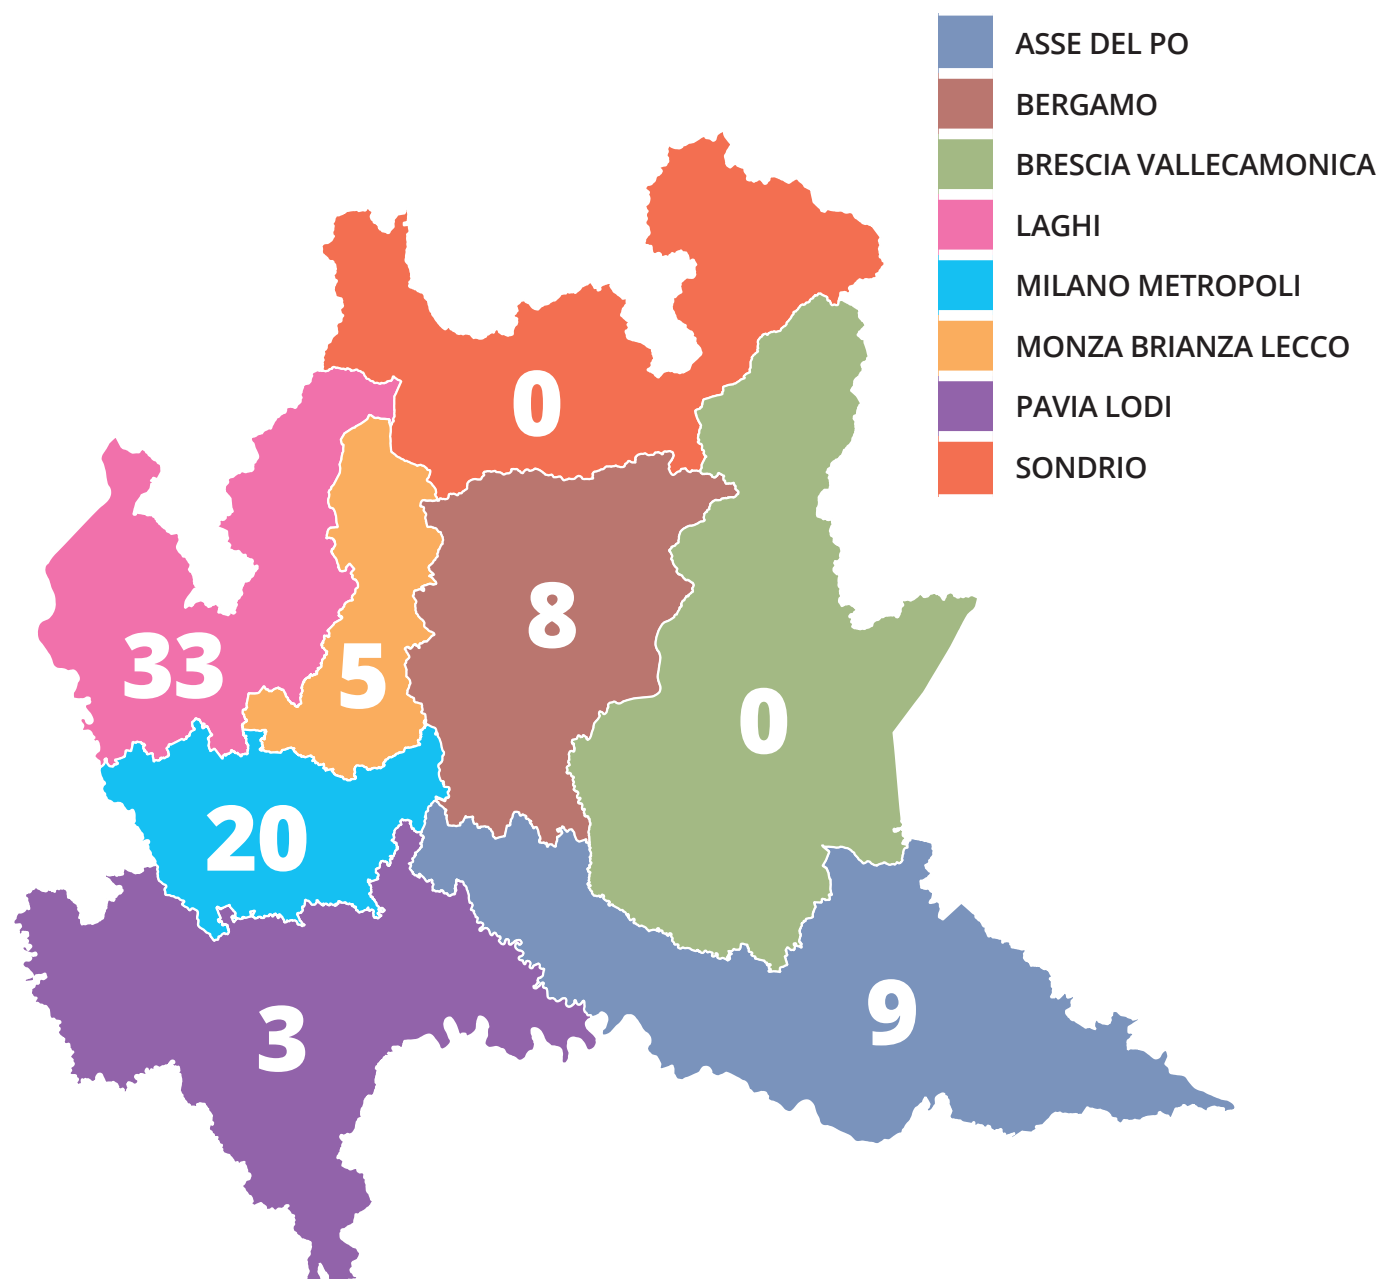 ASSE DEL PO
BERGAMO
BRESCIA VALLECAMONICA
LAGHI
MILANO METROPOLI
MONZA BRIANZA LECCO
PAVIA LODI
SONDRIO
0
8
33
5
0
20
9
3